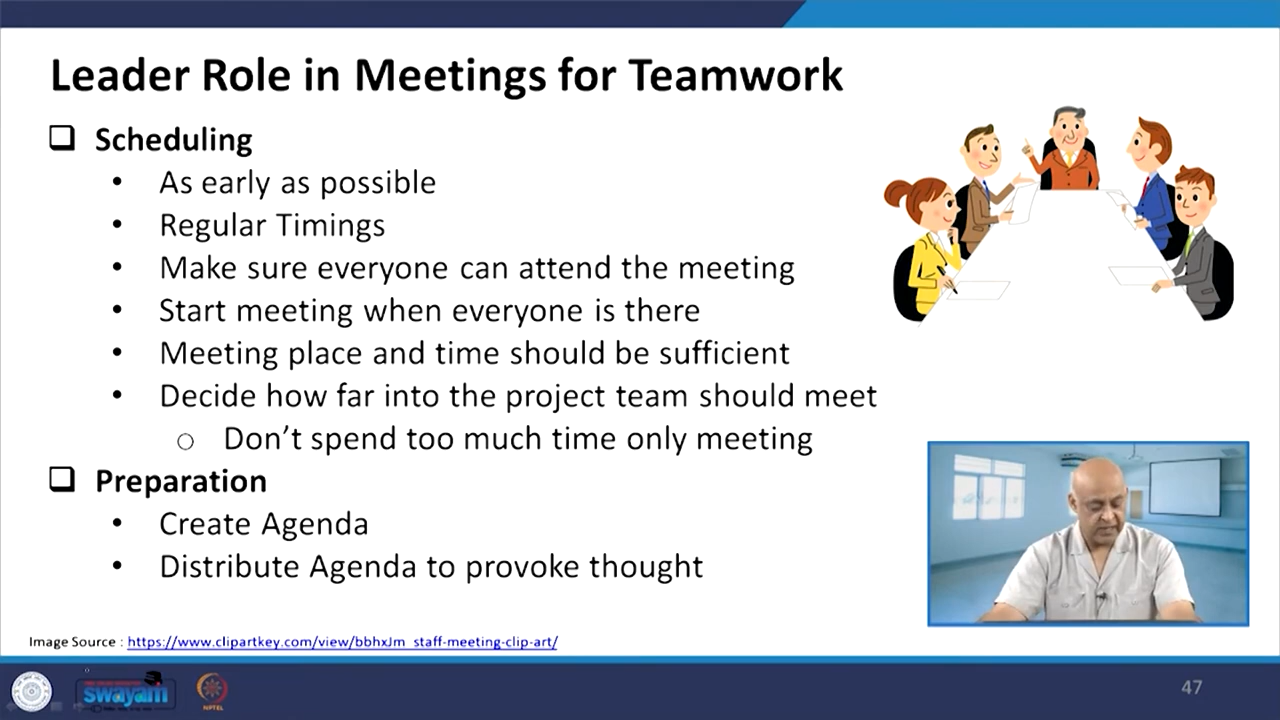 Leader Role in Meetings for Teamwork
Scheduling
As early as possible
Regular Timings
Make sure everyone can attend the meeting
Start meeting when everyone is there
Meeting place and time should be sufficient
Decide how far into the project team should meet
Don't spend too much time only meeting
Preparation
Create Agenda
Distribute Agenda to provoke thought
Image Source : https://www.clipartkey.com/view/bbhxJm_staff-meeting-clip-art/
swayam
NPTEL
47